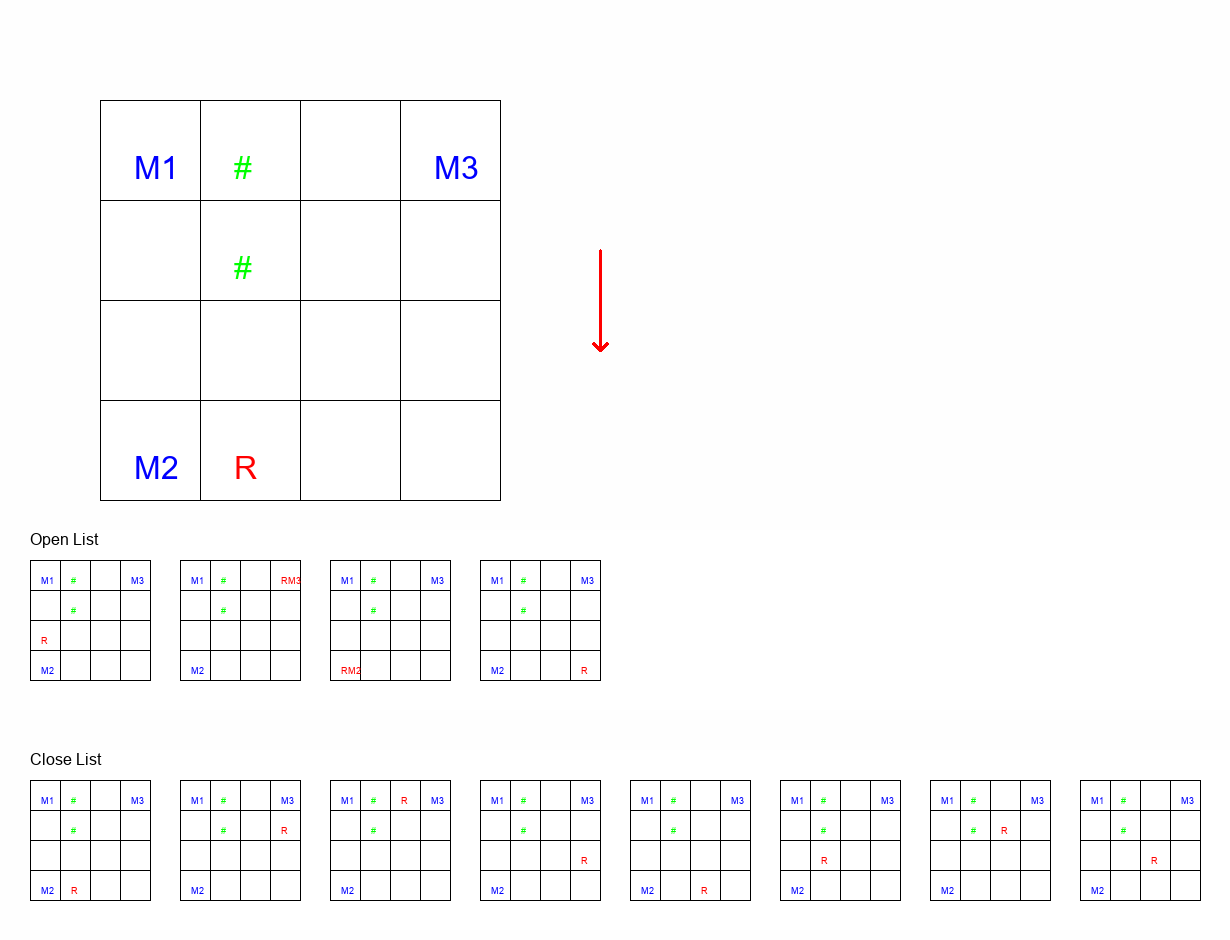 M1 # M3
#
M2 R
Open List
M1 # M3 M1 # RM3 M1 # M3 M1 # M3
# # # #
R
M2 M2 RM2 M2 R
Close List
M1 # M3 M1 # M3 M1 # R M3 M1 # M3 M1 # M3 M1 # M3 M1 # M3 M1 # M3
# # R # # # # # R #
R R R
M2 R M2 M2 M2 M2 R M2 M2 M2